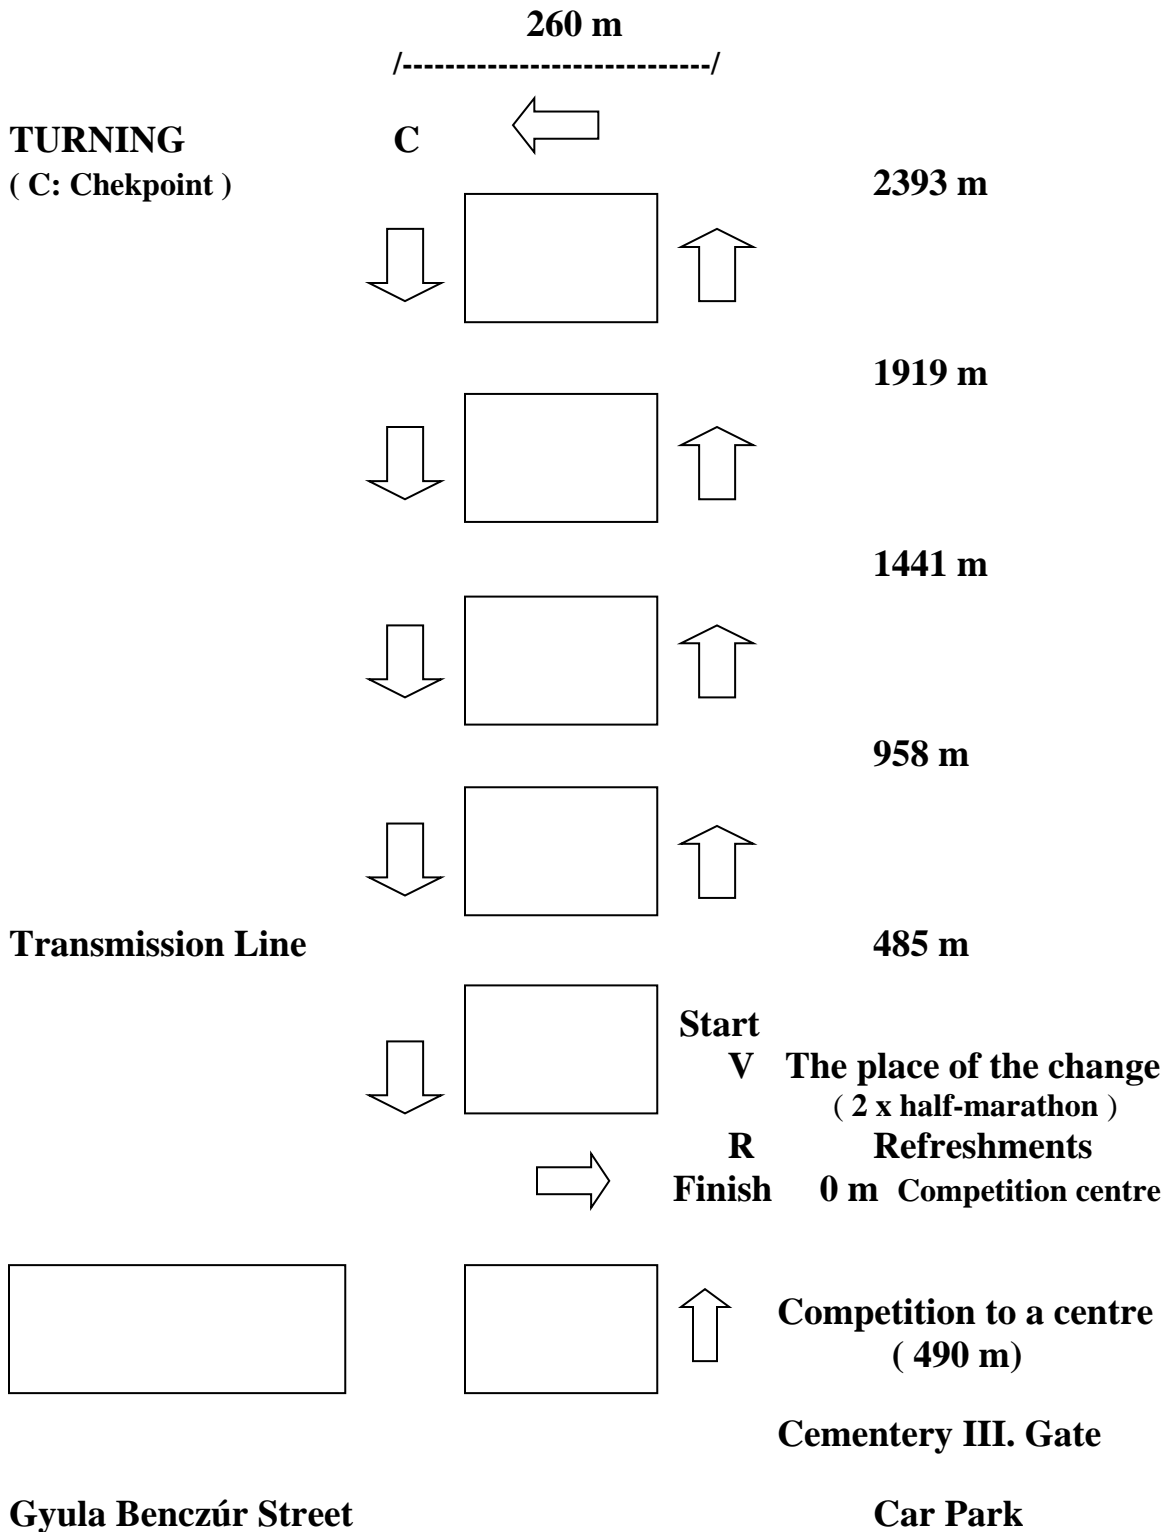 260 m
/-----------------------------/
TURNING C
( C: Chekpoint ) 2393 m
1919 m
1441 m
958 m
Transmission Line 485 m
Start
V The place of the change
( 2 x half-marathon )
R Refreshments
Finish 0 m Competition centre
Competition to a centre
( 490 m)
Cementery III. Gate
Gyula Benczúr Street Car Park